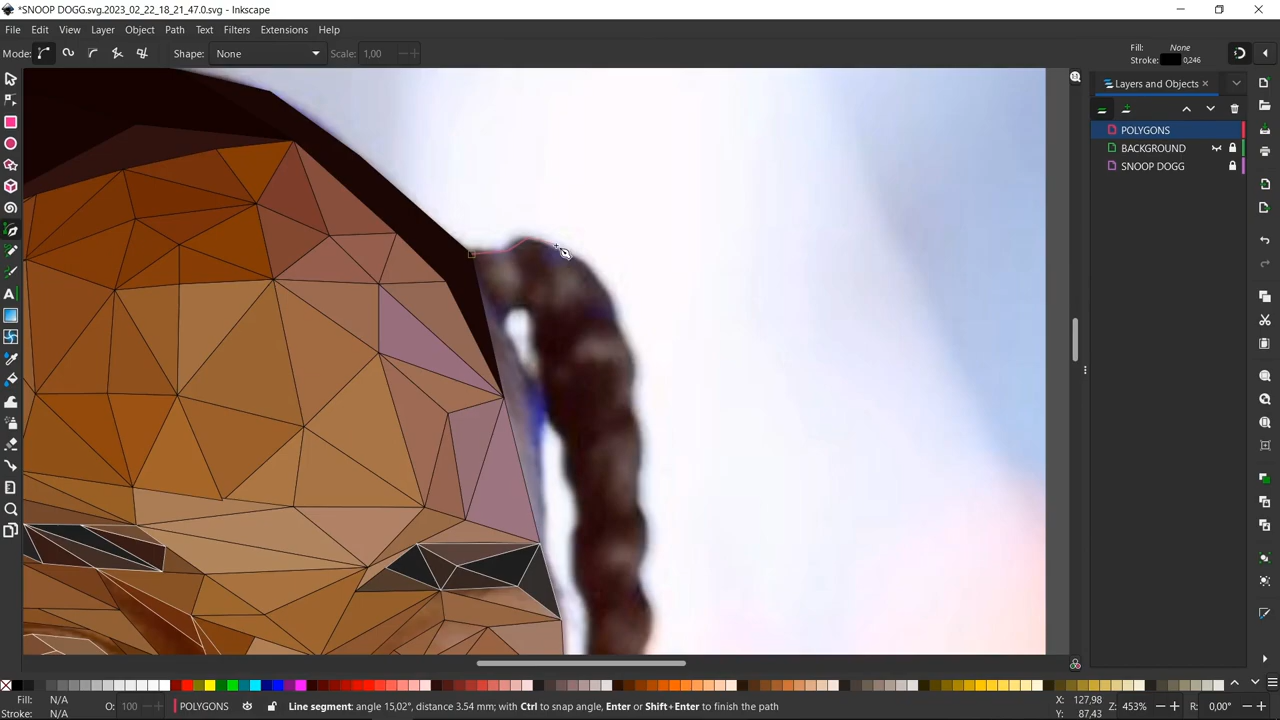 *SNOOP DOGG.svg.2023_02_22_18_21_47.0.svg - Inkscape
File Edit View Layer Object Path Text Filters Extensions Help
Mode: Shape: None Scale: 1,00 Fill: None
Stroke: 0,246
Layers and Objects
POLYGONS
BACKGROUND
SNOOP DOGG
Fill: N/A
Stroke: N/A
O: 100
POLYGONS
Line segment: angle 15,02°, distance 3.54 mm; with Ctrl to snap angle, Enter or Shift+Enter to finish the path
X: 127,98
Y: 87,43
Z: 453%
R: 0,00°